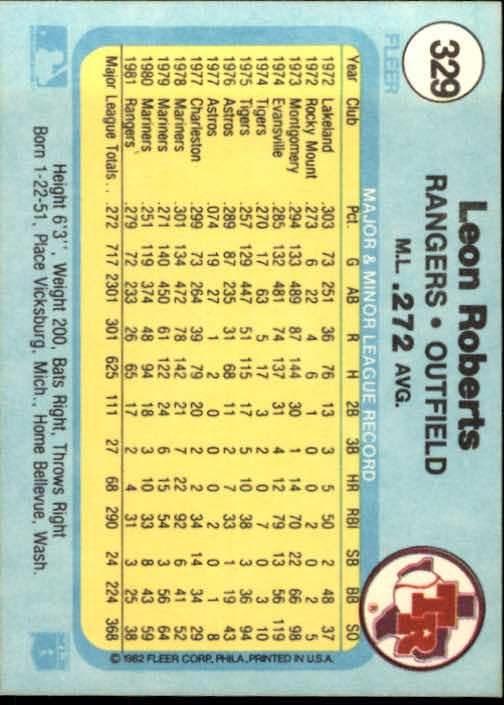 329
FLEER
Leon Roberts
RANGERS • OUTFIELD
M.L .272 AVG.
TR
®
MAJOR & MINOR LEAGUE RECORD
Year Club Pct. G AB R H 2B 3B HR RBI SB BB SO
1972 Lakeland .303 73 251 36 76 13 3 5 50 2 48 37
1972 Rocky Mount .273 6 22 4 6 1 0 0 2 0 2 5
1973 Montgomery .294 133 489 87 144 30 1 14 70 22 66 98
1974 Evansville .285 132 481 74 137 31 4 12 79 13 56 119
1974 Tigers .270 17 63 5 17 3 2 0 7 0 3 10
1975 Tigers .257 129 447 51 115 17 5 10 38 3 36 94
1976 Astros .289 87 235 31 68 11 2 7 33 1 19 43
1977 Astros .074 19 27 1 2 0 0 0 2 0 1 8
1977 Charleston .299 73 264 39 79 20 2 7 34 14 34 29
1978 Mariners .301 134 472 78 142 21 7 22 92 6 41 52
1979 Mariners .271 140 450 61 122 24 6 15 54 3 56 64
1980 Mariners .251 119 374 48 94 18 3 10 33 8 43 59
1981 Rangers .279 72 233 26 65 17 2 4 31 3 25 38
Major League Totals . . .272 717 2301 301 625 111 27 68 290 24 224 368
© 1982 FLEER CORP., PHILA., PRINTED IN U.S.A.
Height 6'3'', Weight 200, Bats Right, Throws Right
Born 1-22-51, Place Vicksburg, Mich., Home Bellevue, Wash.